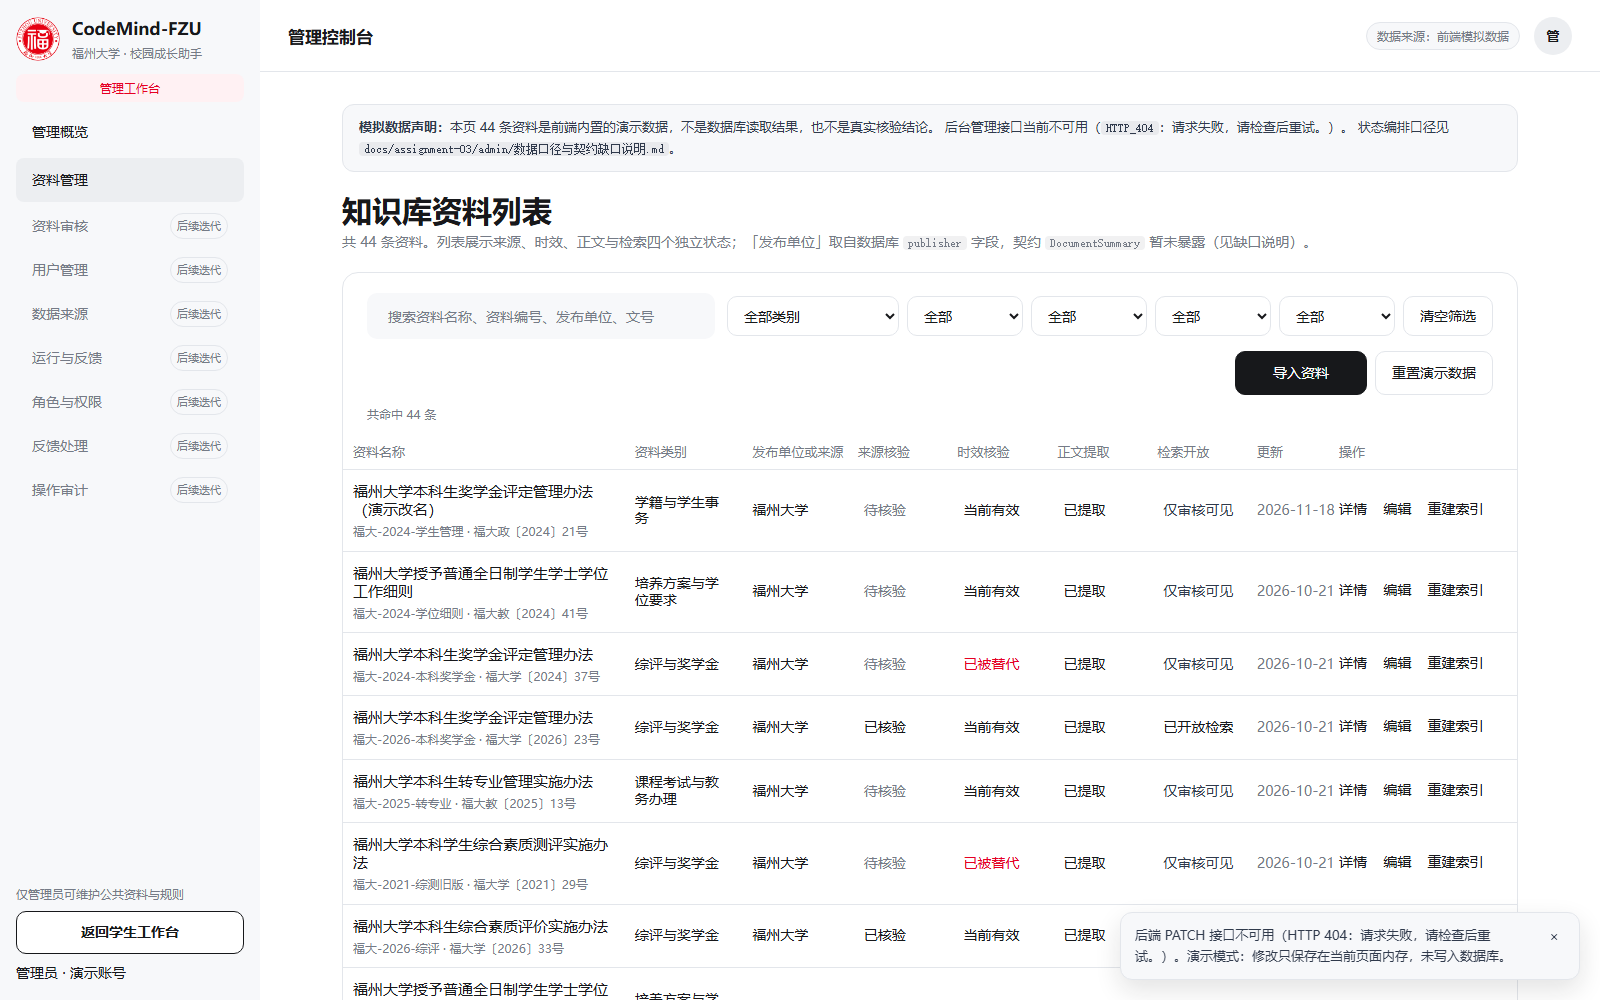 CodeMind-FZU
福州大学 · 校园成长助手
管理工作台
管理概览
资料管理
资料审核 后续迭代
用户管理 后续迭代
数据来源 后续迭代
运行与反馈 后续迭代
角色与权限 后续迭代
反馈处理 后续迭代
操作审计 后续迭代
仅管理员可维护公共资料与规则
返回学生工作台
管理员 · 演示账号
管理控制台
数据来源：前端模拟数据
管
模拟数据声明：本页 44 条资料是前端内置的演示数据，不是数据库读取结果，也不是真实核验结论。 后台管理接口当前不可用（HTTP_404：请求失败，请检查后重试。）。 状态编排口径见
docs/assignment-03/admin/数据口径与契约缺口说明.md。
知识库资料列表
共 44 条资料。列表展示来源、时效、正文与检索四个独立状态；「发布单位」取自数据库 publisher 字段，契约 DocumentSummary 暂未暴露（见缺口说明）。
搜索资料名称、资料编号、发布单位、文号
全部类别 全部 全部 全部 全部 清空筛选
导入资料 重置演示数据
共命中 44 条
资料名称 资料类别 发布单位或来源 来源核验 时效核验 正文提取 检索开放 更新 操作
福州大学本科生奖学金评定管理办法
（演示改名）
福大-2024-学生管理 · 福大政〔2024〕21号
学籍与学生事
务
福州大学 待核验 当前有效 已提取 仅审核可见 2026-11-18 详情 编辑 重建索引
福州大学授予普通全日制学生学士学位
工作细则
福大-2024-学位细则 · 福大教〔2024〕41号
培养方案与学
位要求
福州大学 待核验 当前有效 已提取 仅审核可见 2026-10-21 详情 编辑 重建索引
福州大学本科生奖学金评定管理办法
福大-2024-本科奖学金 · 福大学〔2024〕37号
综评与奖学金 福州大学 待核验 已被替代 已提取 仅审核可见 2026-10-21 详情 编辑 重建索引
福州大学本科生奖学金评定管理办法
福大-2026-本科奖学金 · 福大学〔2026〕23号
综评与奖学金 福州大学 已核验 当前有效 已提取 已开放检索 2026-10-21 详情 编辑 重建索引
福州大学本科生转专业管理实施办法
福大-2025-转专业 · 福大教〔2025〕13号
课程考试与教
务办理
福州大学 待核验 当前有效 已提取 仅审核可见 2026-10-21 详情 编辑 重建索引
福州大学本科学生综合素质测评实施办
法
福大-2021-综测旧版 · 福大学〔2021〕29号
综评与奖学金 福州大学 待核验 已被替代 已提取 仅审核可见 2026-10-21 详情 编辑 重建索引
福州大学本科生综合素质评价实施办法
福大-2026-综评 · 福大学〔2026〕33号
综评与奖学金 福州大学 已核验 当前有效 已提取
福州大学授予普通全日制学生学士学位
培养方案与学
后端 PATCH 接口不可用（HTTP 404：请求失败，请检查后重
试。）。演示模式：修改只保存在当前页面内存，未写入数据库。
×